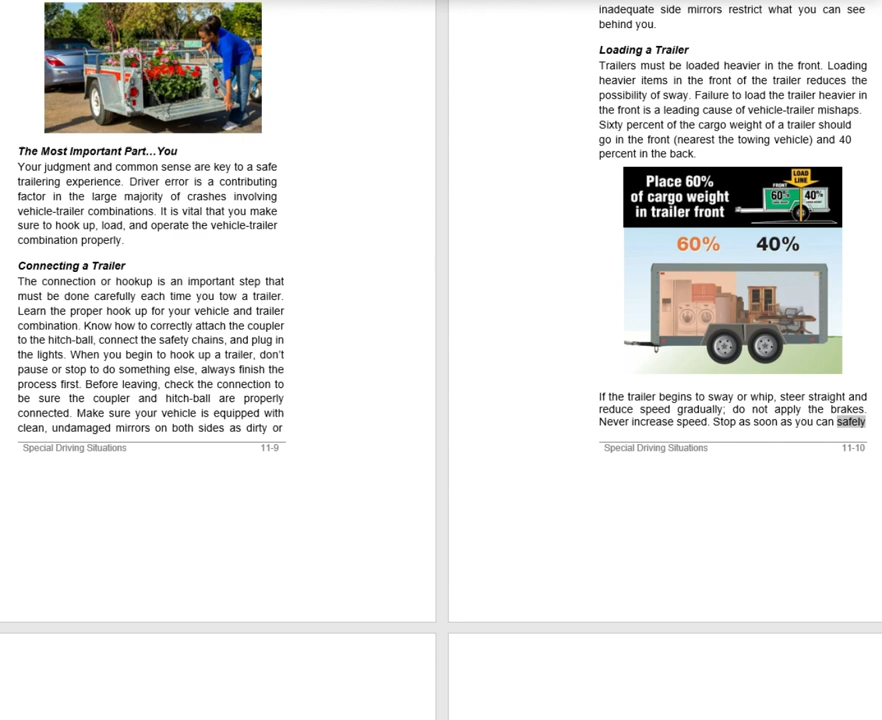 The Most Important Part…You
Your judgment and common sense are key to a safe
trailering experience. Driver error is a contributing
factor in the large majority of crashes involving
vehicle-trailer combinations. It is vital that you make
sure to hook up, load, and operate the vehicle-trailer
combination properly.
Connecting a Trailer
The connection or hookup is an important step that
must be done carefully each time you tow a trailer.
Learn the proper hook up for your vehicle and trailer
combination. Know how to correctly attach the coupler
to the hitch-ball, connect the safety chains, and plug in
the lights. When you begin to hook up a trailer, don't
pause or stop to do something else, always finish the
process first. Before leaving, check the connection to
be sure the coupler and hitch-ball are properly
connected. Make sure your vehicle is equipped with
clean, undamaged mirrors on both sides as dirty or
Special Driving Situations 11-9
inadequate side mirrors restrict what you can see
behind you.
Loading a Trailer
Trailers must be loaded heavier in the front. Loading
heavier items in the front of the trailer reduces the
possibility of sway. Failure to load the trailer heavier in
the front is a leading cause of vehicle-trailer mishaps.
Sixty percent of the cargo weight of a trailer should
go in the front (nearest the towing vehicle) and 40
percent in the back.
Place 60%
of cargo weight
in trailer front
LOAD
LINE
FRONT
60% 40%
60% 40%
If the trailer begins to sway or whip, steer straight and
reduce speed gradually; do not apply the brakes.
Never increase speed. Stop as soon as you can safely
Special Driving Situations 11-10